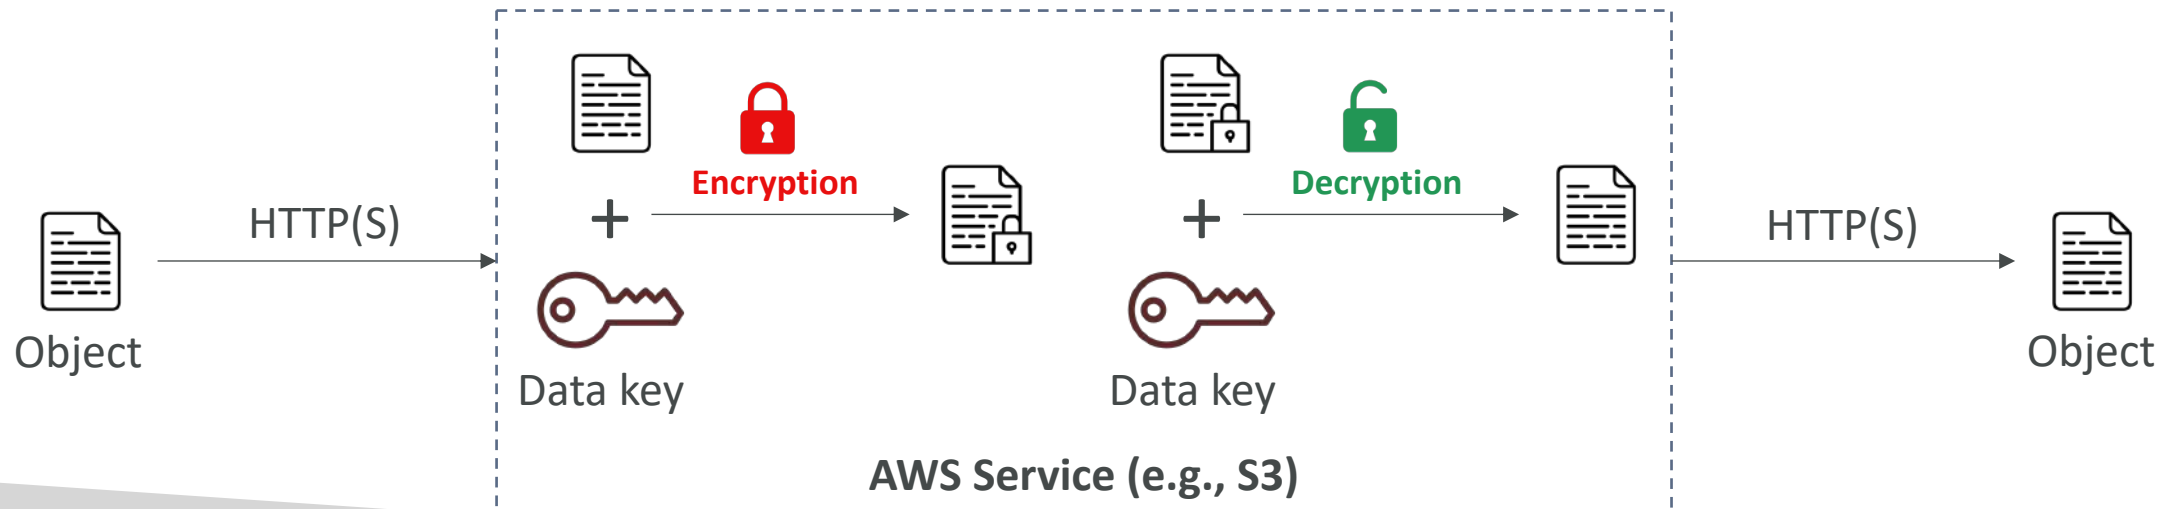 Object
HTTP(S)
Encryption
+
Data key
Decryption
+
Data key
AWS Service (e.g., S3)
HTTP(S)
Object